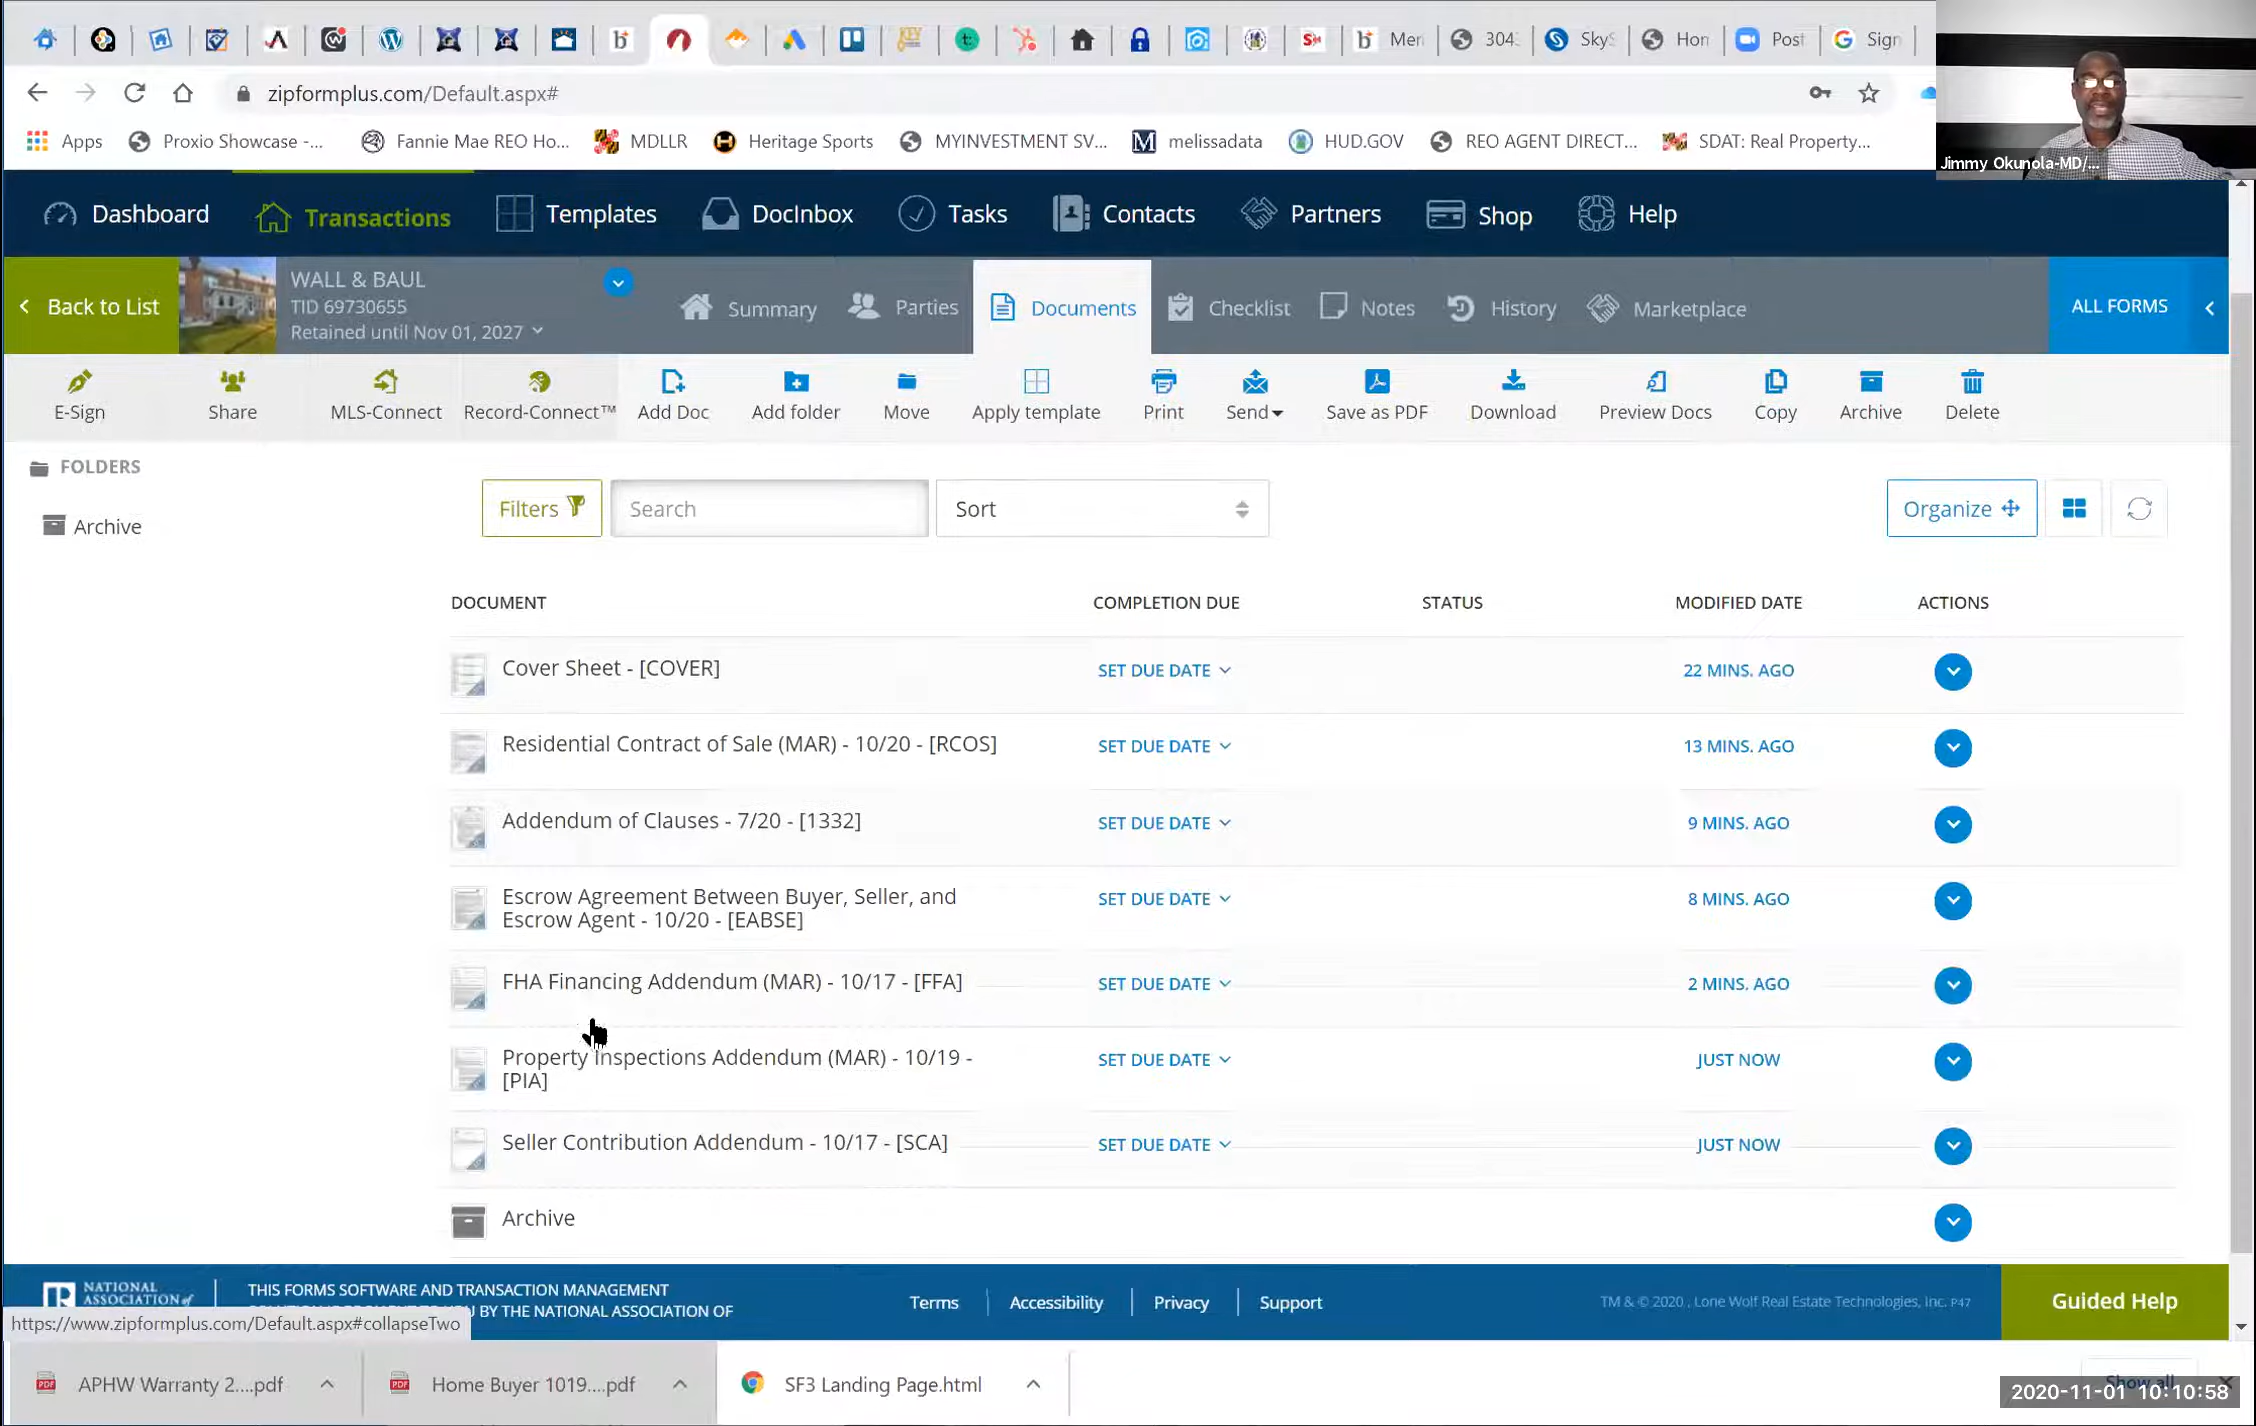 Mer
304
Sky
Hon
Post
Sign
zipformplus.com/Default.aspx#
Apps
Proxio Showcase -...
Fannie Mae REO Ho...
MDLLR
Heritage Sports
MYINVESTMENT SV...
melissadata
HUD.GOV
REO AGENT DIRECT...
SDAT: Real Property...
Jimmy Okunola-MD/...
Dashboard
Transactions
Templates
DocInbox
Tasks
Contacts
Partners
Shop
Help
Back to List
WALL & BAUL
TID 69730655
Retained until Nov 01, 2027
Summary
Parties
Documents
Checklist
Notes
History
Marketplace
ALL FORMS
E-Sign
Share
MLS-Connect
Record-Connect™
Add Doc
Add folder
Move
Apply template
Print
Send
Save as PDF
Download
Preview Docs
Copy
Archive
Delete
FOLDERS
Archive
Filters
Search
Sort
Organize
DOCUMENT COMPLETION DUE STATUS MODIFIED DATE ACTIONS
Cover Sheet - [COVER] SET DUE DATE 22 MINS. AGO
Residential Contract of Sale (MAR) - 10/20 - [RCOS] SET DUE DATE 13 MINS. AGO
Addendum of Clauses - 7/20 - [1332] SET DUE DATE 9 MINS. AGO
Escrow Agreement Between Buyer, Seller, and
Escrow Agent - 10/20 - [EABSE]
SET DUE DATE 8 MINS. AGO
FHA Financing Addendum (MAR) - 10/17 - [FFA] SET DUE DATE 2 MINS. AGO
Property Inspections Addendum (MAR) - 10/19 -
[PIA]
SET DUE DATE JUST NOW
Seller Contribution Addendum - 10/17 - [SCA] SET DUE DATE JUST NOW
Archive
NATIONAL
ASSOCIATION of
THIS FORMS SOFTWARE AND TRANSACTION MANAGEMENT
BY THE NATIONAL ASSOCIATION OF
Terms
Accessibility
Privacy
Support
TM & © 2020 , Lone Wolf Real Estate Technologies, Inc. P47
Guided Help
https://www.zipformplus.com/Default.aspx#collapseTwo
APHW Warranty 2....pdf
Home Buyer 1019....pdf
SF3 Landing Page.html
Show all
2020-11-01 10:10:58